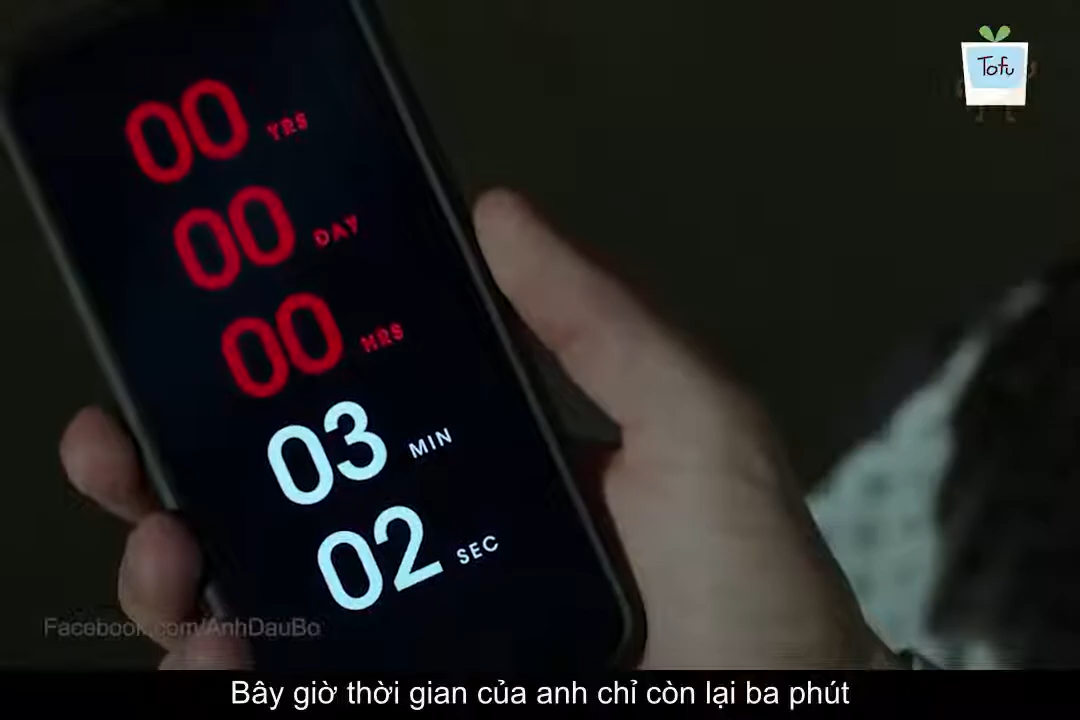 Tofu
00 YRS
00 DAY
00 HRS
03 MIN
02 SEC
Facebook.com/AnhDauBo
Bây giờ thời gian của anh chỉ còn lại ba phút